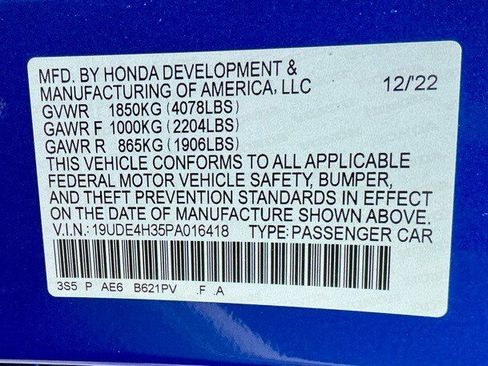 MFD. BY HONDA DEVELOPMENT &
MANUFACTURING OF AMERICA, LLC 12/'22
GVWR 1850KG (4078LBS)
GAWR F 1000KG (2204LBS)
GAWR R 865KG (1906LBS)
THIS VEHICLE CONFORMS TO ALL APPLICABLE
FEDERAL MOTOR VEHICLE SAFETY, BUMPER,
AND THEFT PREVENTION STANDARDS IN EFFECT
ON THE DATE OF MANUFACTURE SHOWN ABOVE.
V.I.N.: 19UDE4H35PA016418 TYPE: PASSENGER CAR
3S5 P AE6 B621PV .F .A